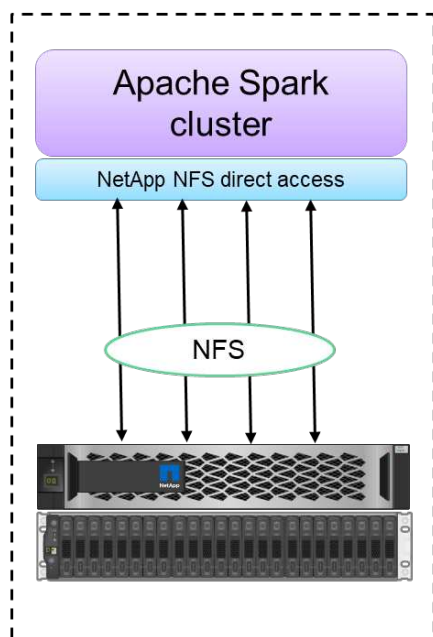 Apache Spark
cluster
NetApp NFS direct access
NFS
NetApp